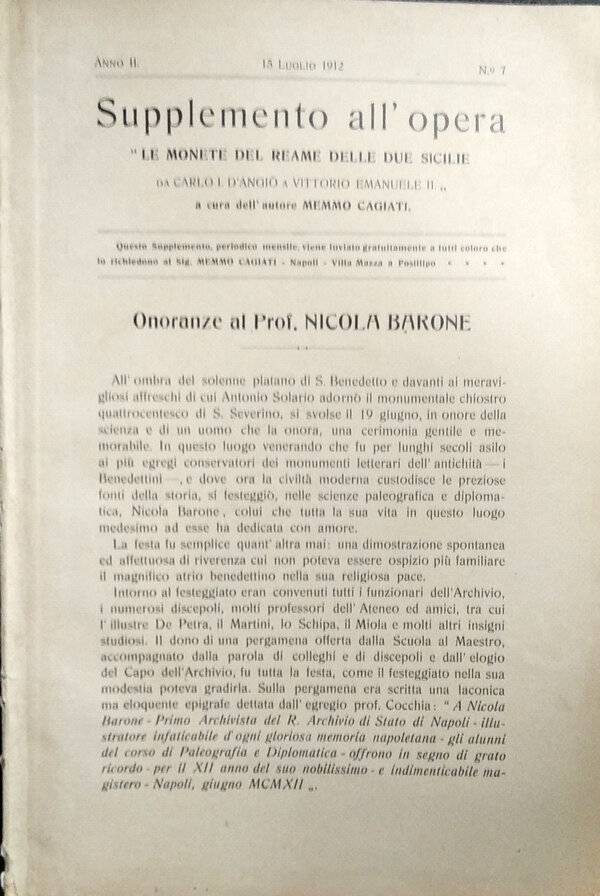 ANNO II.
15 LUGLIO 1912
N.º 7
Supplemento all' opera
“ LE MONETE DEL REAME DELLE DUE SICILIE
DA CARLO I. D'ANGIÒ A VITTORIO EMANUELE II. „
a cura dell'autore MEMMO CAGIATI.
Questo Supplemento, periodico mensile, viene inviato gratuitamente a tutti coloro che
lo richiedono al Sig. MEMMO CAGIATI - Napoli - Villa Mazza a Posillipo
Onoranze al Prof. NICOLA BARONE
All' ombra del solenne platano di S. Benedetto e davanti ai meravi-
gliosi affreschi di cui Antonio Solario adornò il monumentale chiostro
quattrocentesco di S. Severino, si svolse il 19 giugno, in onore della
scienza e di un uomo che la onora, una cerimonia gentile e me-
morabile. In questo luogo venerando che fu per lunghi secoli asilo
ai più egregi conservatori dei monumenti letterari dell' antichità — i
Benedettini —, e dove ora la civiltà moderna custodisce le preziose
fonti della storia, si festeggiò, nelle scienze paleografica e diploma-
tica, Nicola Barone, colui che tutta la sua vita in questo luogo
medesimo ad esse ha dedicata con amore.
La festa fu semplice quant' altra mai: una dimostrazione spontanea
ed affettuosa di riverenza cui non poteva essere ospizio più familiare
il magnifico atrio benedettino nella sua religiosa pace.
Intorno al festeggiato eran convenuti tutti i funzionari dell'Archivio,
i numerosi discepoli, molti professori dell' Ateneo ed amici, tra cui
l' illustre De Petra, il Martini, lo Schipa, il Miola e molti altri insigni
studiosi. Il dono di una pergamena offerta dalla Scuola al Maestro,
accompagnato dalla parola di colleghi e di discepoli e dall' elogio
del Capo dell'Archivio, fu tutta la festa, come il festeggiato nella sua
modestia poteva gradirla. Sulla pergamena era scritta una laconica
ma eloquente epigrafe dettata dall'egregio prof. Cocchia: “ A Nicola
Barone - Primo Archivista del R. Archivio di Stato di Napoli - illu-
stratore infaticabile d'ogni gloriosa memoria napoletana - gli alunni
del corso di Paleografia e Diplomatica - offrono in segno di grato
ricordo - per il XII anno del suo nobilissimo - e indimenticabile ma-
gistero - Napoli, giugno MCMXII „.